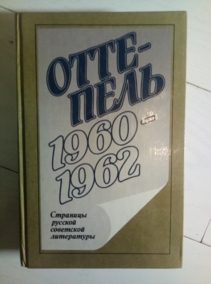 ОТТЕ-
ПЕЛЬ
1960-
1962
Страницы
русской
советской
литературы